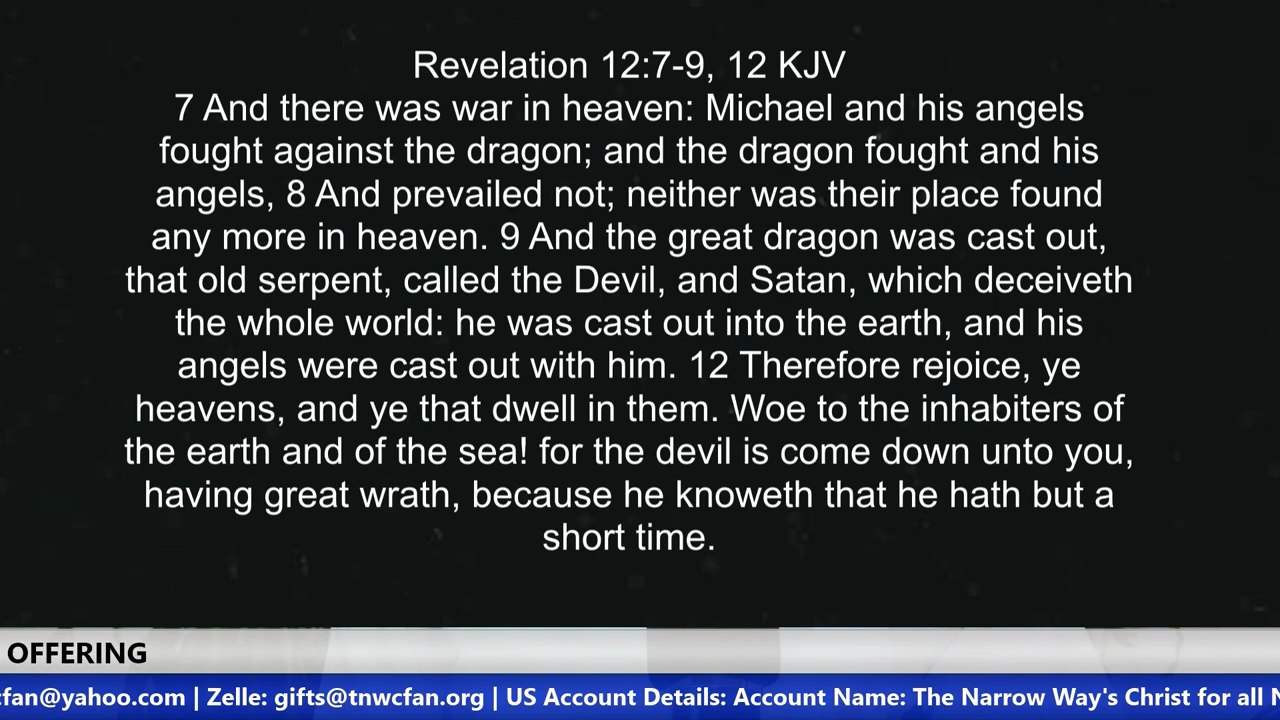 Revelation 12:7-9, 12 KJV
7 And there was war in heaven: Michael and his angels
fought against the dragon; and the dragon fought and his
angels, 8 And prevailed not; neither was their place found
any more in heaven. 9 And the great dragon was cast out,
that old serpent, called the Devil, and Satan, which deceiveth
the whole world: he was cast out into the earth, and his
angels were cast out with him. 12 Therefore rejoice, ye
heavens, and ye that dwell in them. Woe to the inhabiters of
the earth and of the sea! for the devil is come down unto you,
having great wrath, because he knoweth that he hath but a
short time.
OFFERING
cfan@yahoo.com | Zelle: gifts@tnwcfan.org | US Account Details: Account Name: The Narrow Way's Christ for all